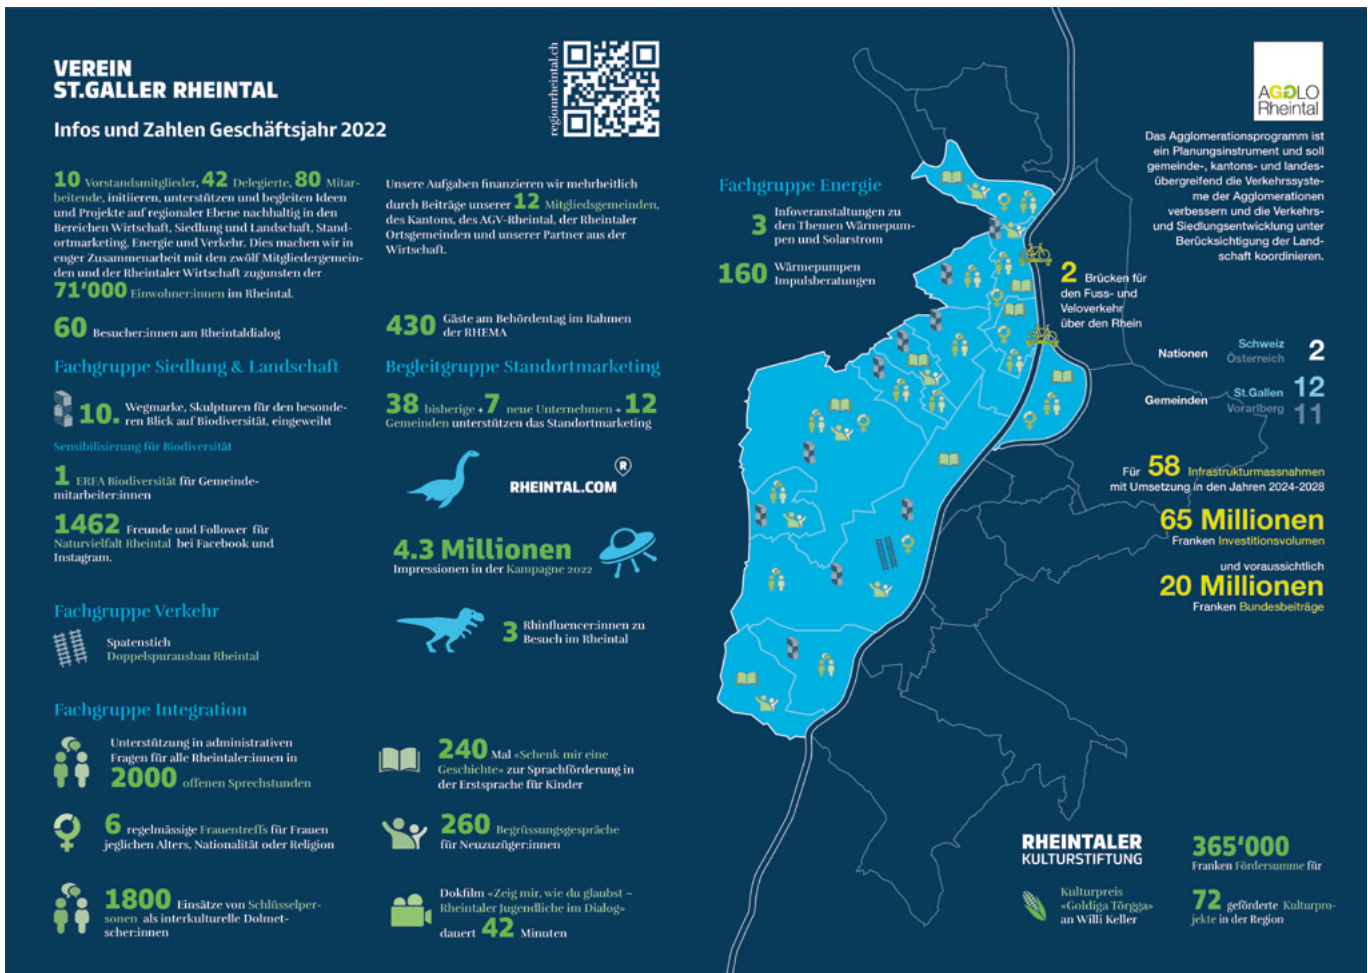 VEREIN
ST.GALLER RHEINTAL
Infos und Zahlen Geschäftsjahr 2022
regionrheintal.ch
10 Vorstandsmitglieder, 42 Delegierte, 80 Mitar-
beitende, initiieren, unterstützen und begleiten Ideen
und Projekte auf regionaler Ebene nachhaltig in den
Bereichen Wirtschaft, Siedlung und Landschaft, Stand-
ortmarketing, Energie und Verkehr. Dies machen wir in
enger Zusammenarbeit mit den zwölf Mitgliedergemein-
den und der Rheintaler Wirtschaft zugunsten der
71'000 Einwohner:innen im Rheintal.
60 Besucher:innen am Rheintaldialog
Unsere Aufgaben finanzieren wir mehrheitlich
durch Beiträge unserer 12 Mitgliedsgemeinden,
des Kantons, des AGV-Rheintal, der Rheintaler
Ortsgemeinden und unserer Partner aus der
Wirtschaft.
430 Gäste am Behördentag im Rahmen
der RHEMA
Fachgruppe Siedlung & Landschaft
10. Wegmarke, Skulpturen für den besonde-
ren Blick auf Biodiversität, eingeweiht
Sensibilisierung für Biodiversität
1 ERFA Biodiversität für Gemeinde-
mitarbeiter:innen
1462 Freunde und Follower für
Naturvielfalt Rheintal bei Facebook und
Instagram.
Begleitgruppe Standortmarketing
38 bisherige + 7 neue Unternehmen + 12
Gemeinden unterstützen das Standortmarketing
R
RHEINTAL.COM
4.3 Millionen
Impressionen in der Kampagne 2022
3 Rhinfluencer:innen zu
Besuch im Rheintal
Fachgruppe Verkehr
Spatenstich
Doppelspurausbau Rheintal
Fachgruppe Integration
Unterstützung in administrativen
Fragen für alle Rheintaler:innen in
2000 offenen Sprechstunden
6 regelmässige Frauentreffs für Frauen
jeglichen Alters, Nationalität oder Religion
1800 Einsätze von Schlüsselper-
sonen als interkulturelle Dolmet-
scher:innen
240 Mal «Schenk mir eine
Geschichte» zur Sprachförderung in
der Erstsprache für Kinder
260 Begrüssungsgespräche
für Neuzuzüger:innen
Dokfilm «Zeig mir, wie du glaubst –
Rheintaler Jugendliche im Dialog»
dauert 42 Minuten
Fachgruppe Energie
3 Infoveranstaltungen zu
den Themen Wärmepum-
pen und Solarstrom
160 Wärmepumpen
Impulsberatungen
2 Brücken für
den Fuss- und
Veloverkehr
über den Rhein
AGGLO
Rheintal
Das Agglomerationsprogramm ist
ein Planungsinstrument und soll
gemeinde-, kantons- und landes-
übergreifend die Verkehrssyste-
me der Agglomerationen
verbessern und die Verkehrs-
und Siedlungsentwicklung unter
Berücksichtigung der Land-
schaft koordinieren.
Nationen Schweiz Österreich 2
Gemeinden St.Gallen 12
Vorarlberg 11
Für 58 Infrastrukturmassnahmen
mit Umsetzung in den Jahren 2024-2028
65 Millionen
Franken Investitionsvolumen
und voraussichtlich
20 Millionen
Franken Bundesbeiträge
RHEINTALER
KULTURSTIFTUNG
Kulturpreis
«Goldiga Törgga»
an Willi Keller
365'000
Franken Fördersumme für
72 geförderte Kulturpro-
jekte in der Region